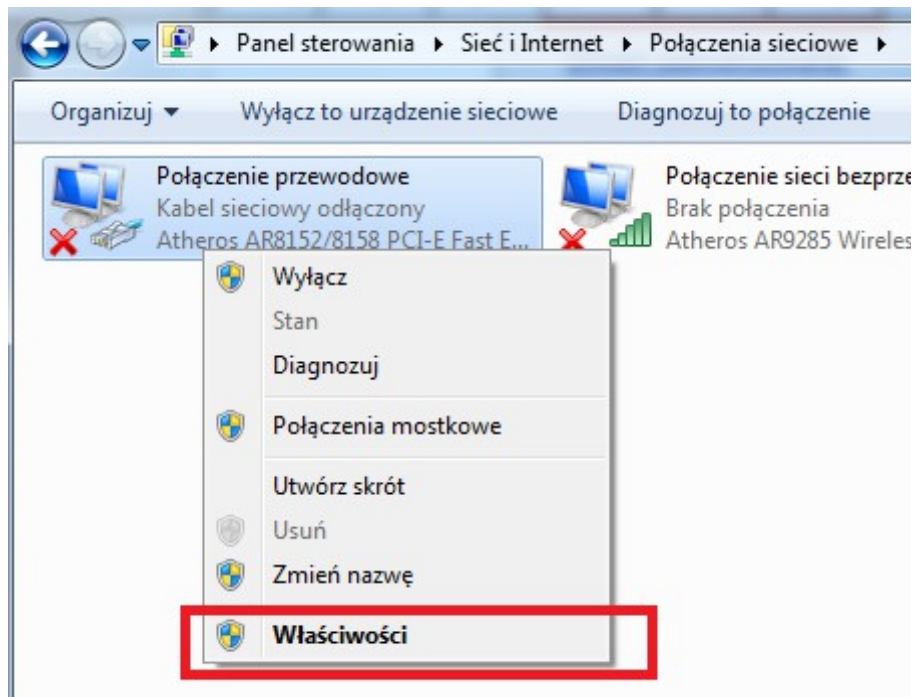 Panel sterowania ▸ Sieć i Internet ▸ Połączenia sieciowe ▸
Organizuj Wyłącz to urządzenie sieciowe Diagnozuj to połączenie
Połączenie przewodowe
Kabel sieciowy odłączony
Atheros AR8152/8158 PCI-E Fast E...
Połączenie sieci bezprze
Brak połączenia
Atheros AR9285 Wireles
Wyłącz
Stan
Diagnozuj
Połączenia mostkowe
Utwórz skrót
Usuń
Zmień nazwę
Właściwości